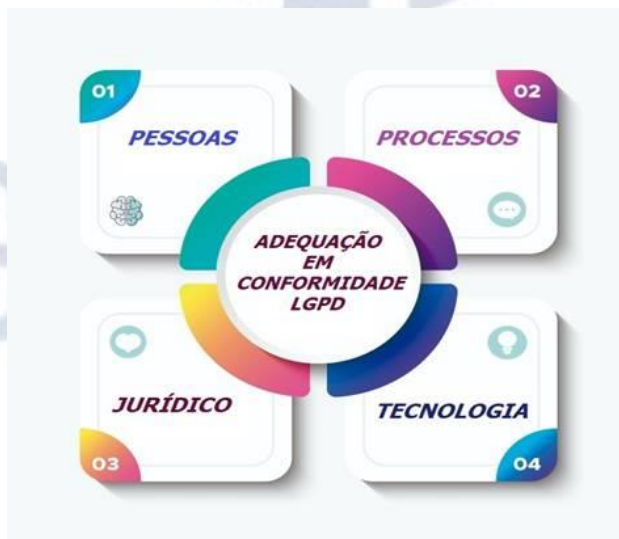 01
PESSOAS
02
PROCESSOS
ADEQUAÇÃO
EM
CONFORMIDADE
LGPD
JURÍDICO
03
TECNOLOGIA
04